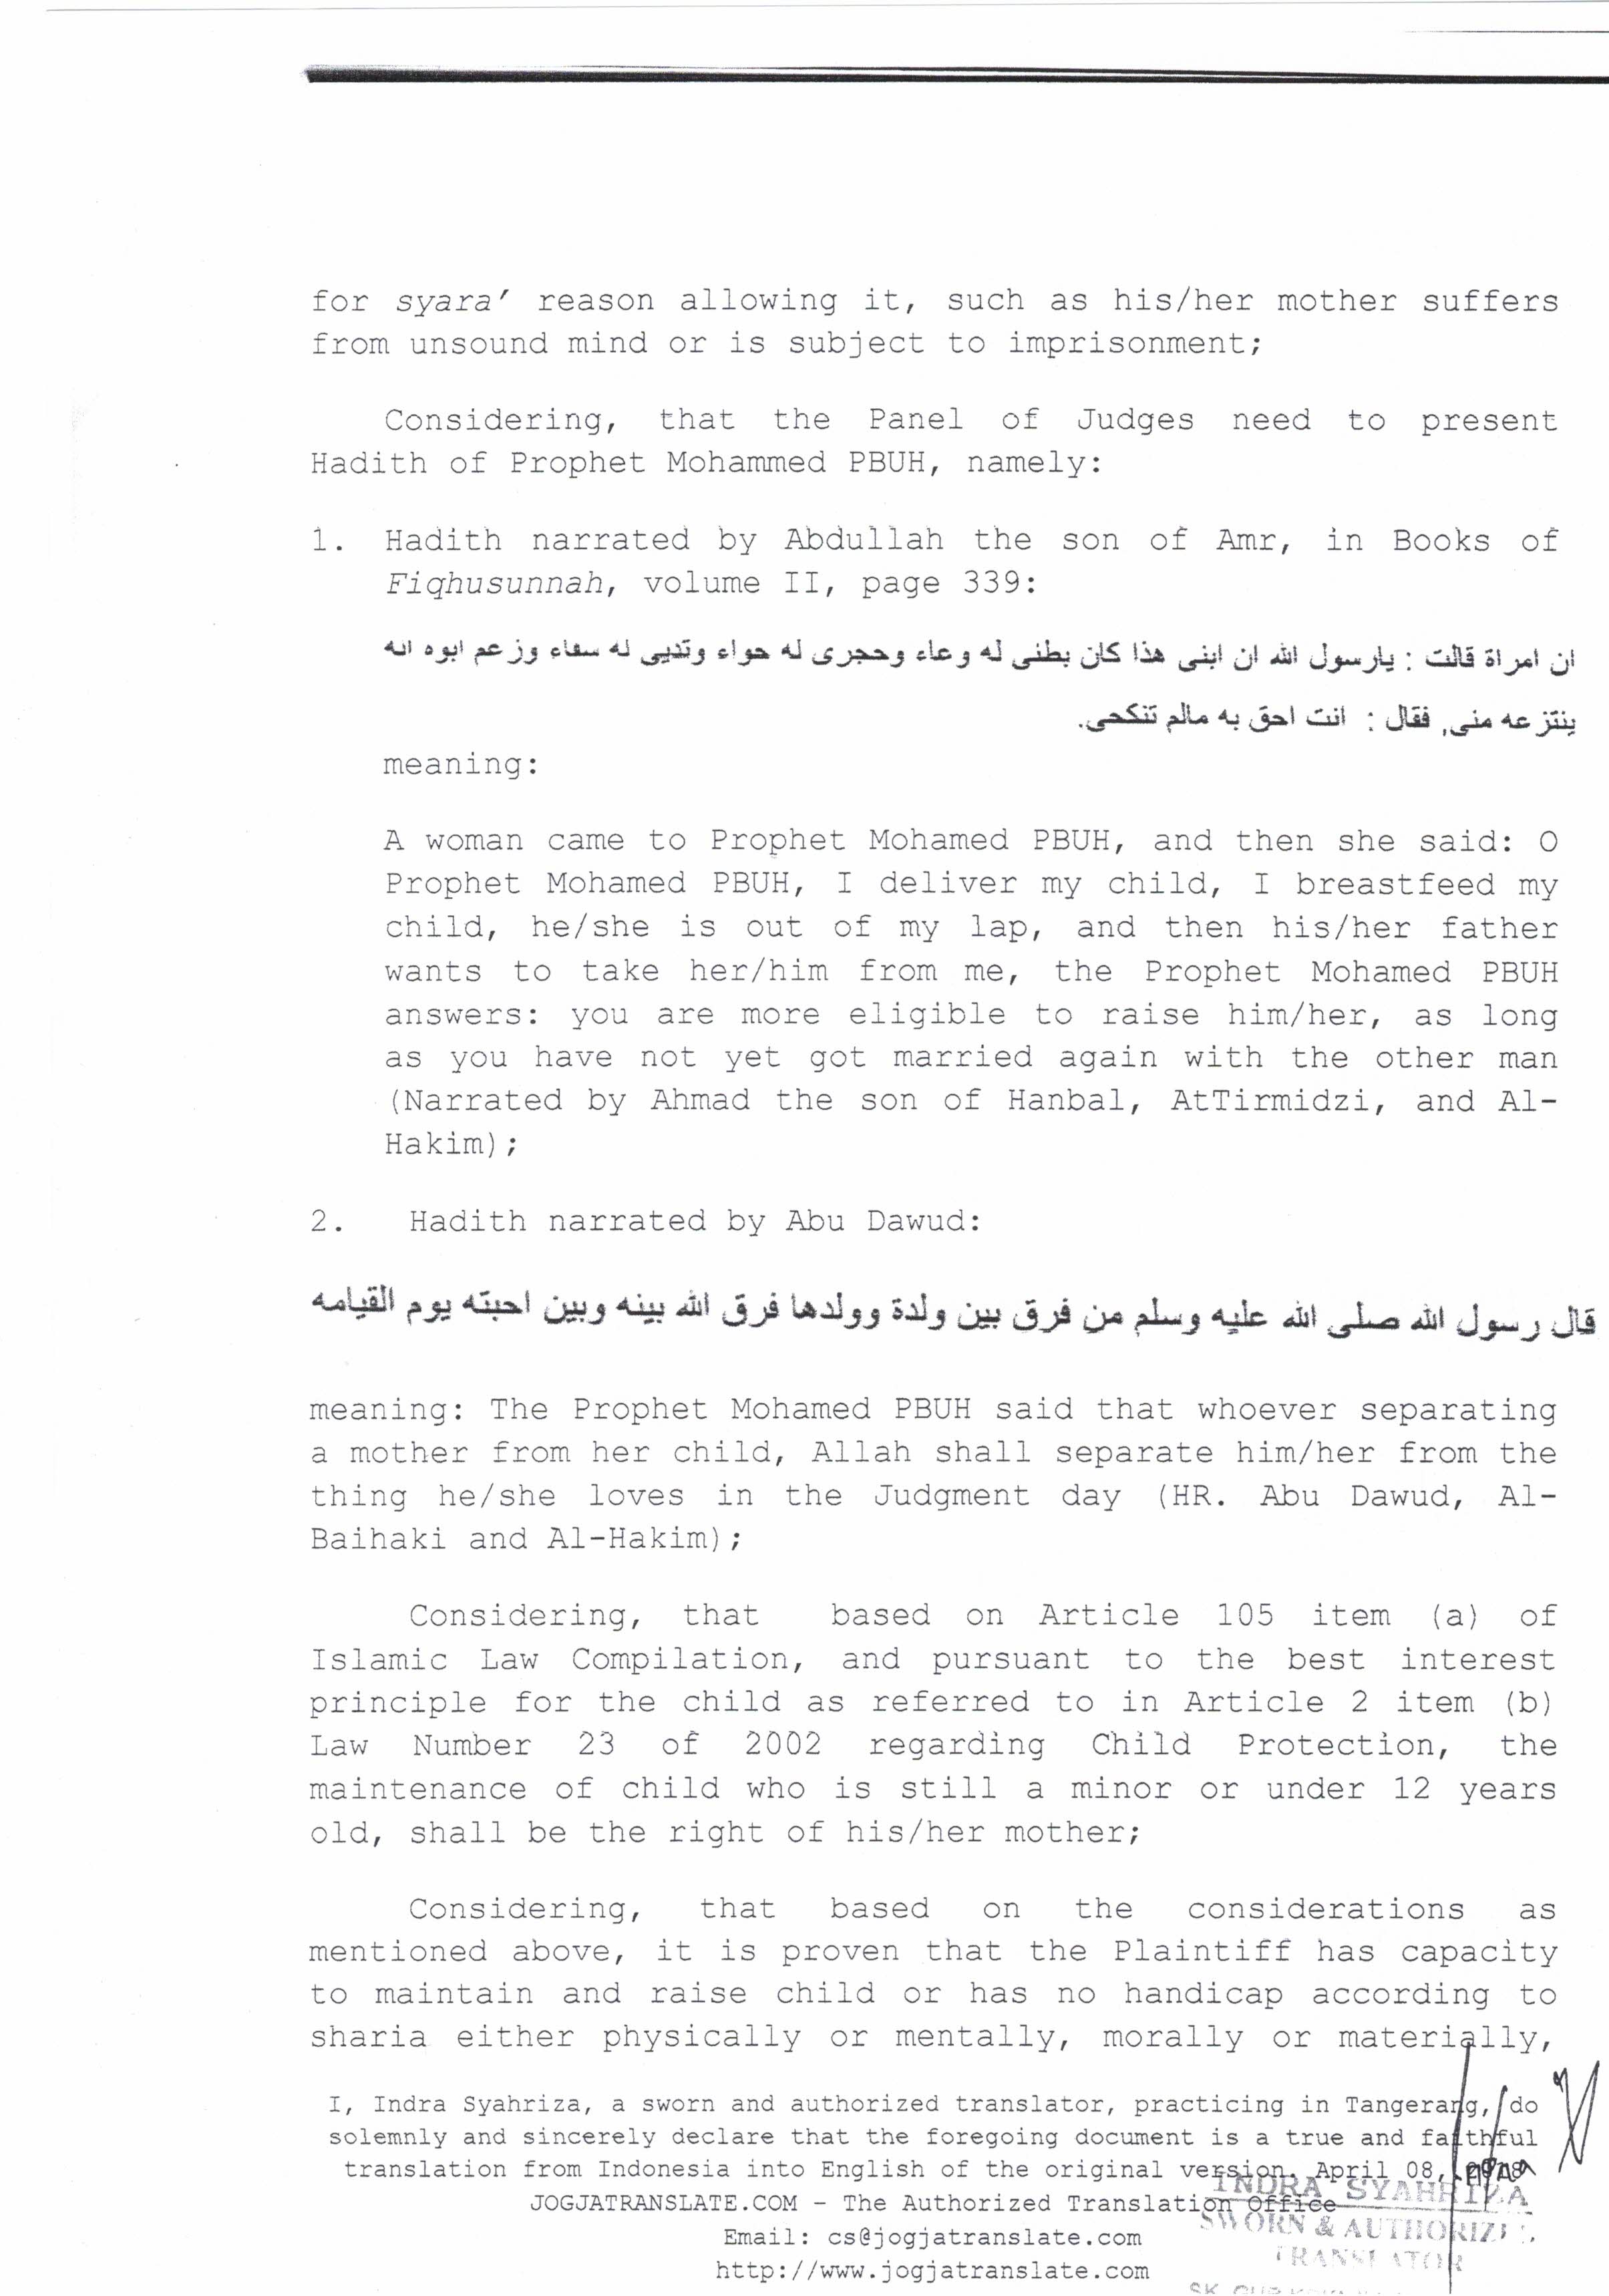 for syara’ reason allowing it, such as his/her mother suffers
from unsound mind or is subject to imprisonment;
Considering, that the Panel of Judges need to present
Hadith of Prophet Mohammed PBUH, namely:
1. Hadith narrated by Abdullah the son of Amr, in Books of
Fiqhusunnah, volume II, page 339:
ان امراة قالت : يارسول الله ان ابنى هذا كان بطنى له وعاء وحجرى له حواء وثديى له سقاء وزعم ابوه انه
ينتزعه منى, فقال : انت احق به مالم تنكحى.
meaning:
A woman came to Prophet Mohamed PBUH, and then she said: O
Prophet Mohamed PBUH, I deliver my child, I breastfeed my
child, he/she is out of my lap, and then his/her father
wants to take her/him from me, the Prophet Mohamed PBUH
answers: you are more eligible to raise him/her, as long
as you have not yet got married again with the other man
(Narrated by Ahmad the son of Hanbal, AtTirmidzi, and Al-
Hakim);
2. Hadith narrated by Abu Dawud:
قال رسول الله صلى الله عليه وسلم من فرق بين ولدة وولدها فرق الله بينه وبين احبته يوم القيامه
meaning: The Prophet Mohamed PBUH said that whoever separating
a mother from her child, Allah shall separate him/her from the
thing he/she loves in the Judgment day (HR. Abu Dawud, Al-
Baihaki and Al-Hakim);
Considering, that based on Article 105 item (a) of
Islamic Law Compilation, and pursuant to the best interest
principle for the child as referred to in Article 2 item (b)
Law Number 23 of 2002 regarding Child Protection, the
maintenance of child who is still a minor or under 12 years
old, shall be the right of his/her mother;
Considering, that based on the considerations as
mentioned above, it is proven that the Plaintiff has capacity
to maintain and raise child or has no handicap according to
sharia either physically or mentally, morally or materially,
I, Indra Syahriza, a sworn and authorized translator, practicing in Tangerang, do
solemnly and sincerely declare that the foregoing document is a true and faithful
translation from Indonesia into English of the original version. April 08, 2018
JOGJATRANSLATE.COM – The Authorized Translation Office
Email: cs@jogjatranslate.com
http://www.jogjatranslate.com
INDRA SYAHRIZA
SWORN & AUTHORIZED
TRANSLATOR